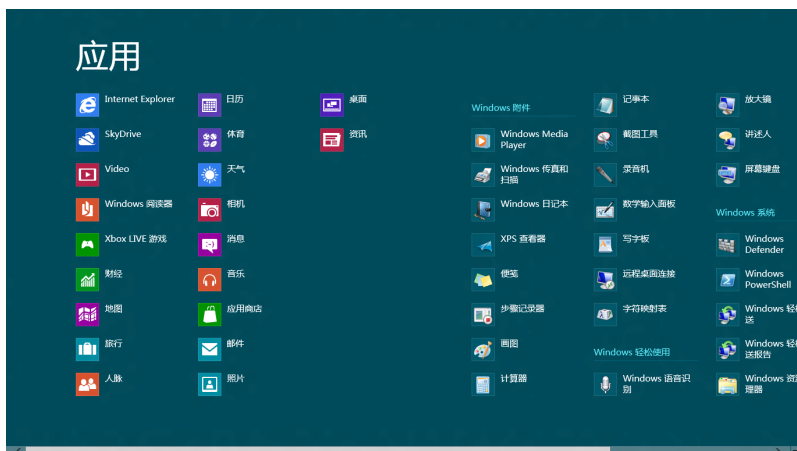 应用
Internet Explorer
SkyDrive
Video
Windows 阅读器
Xbox LIVE 游戏
财经
地图
旅行
人脉
日历
体育
天气
相机
消息
音乐
应用商店
邮件
照片
桌面
资讯
Windows 附件
Windows Media
Player
Windows 传真和
扫描
Windows 日记本
XPS 查看器
便笺
步骤记录器
画图
计算器
记事本
截图工具
录音机
数学输入面板
写字板
远程桌面连接
字符映射表
Windows 轻松使用
Windows 语音识
别
放大镜
讲述人
屏幕键盘
Windows 系统
Windows
Defender
Windows
PowerShell
Windows 轻
送
Windows 轻
送报告
Windows 资
理器